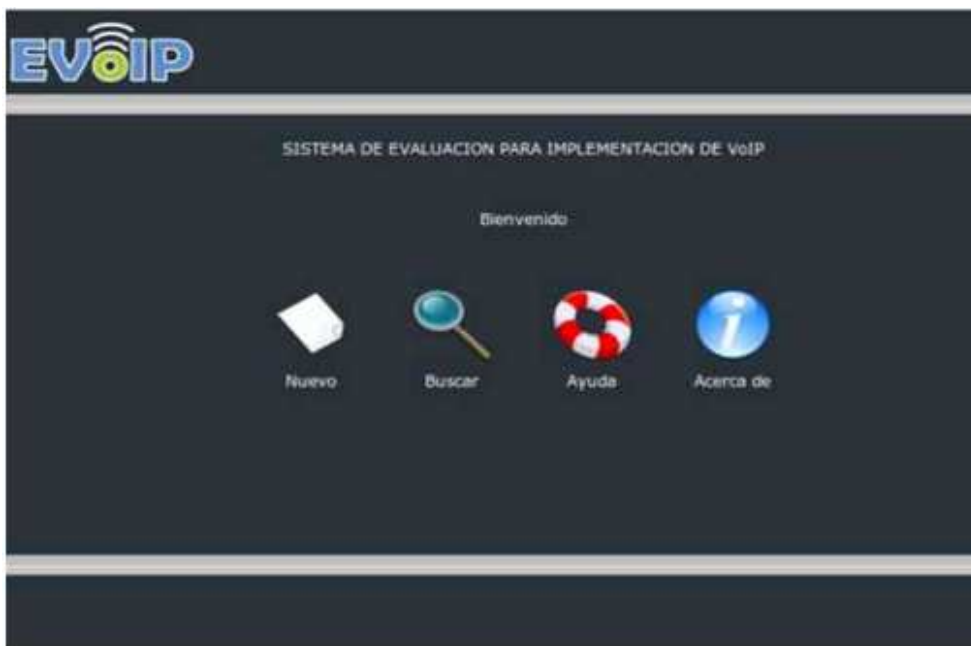 EVoIP
SISTEMA DE EVALUACION PARA IMPLEMENTACION DE VoIP
Bienvenido
Nuevo
Buscar
Ayuda
Acerca de